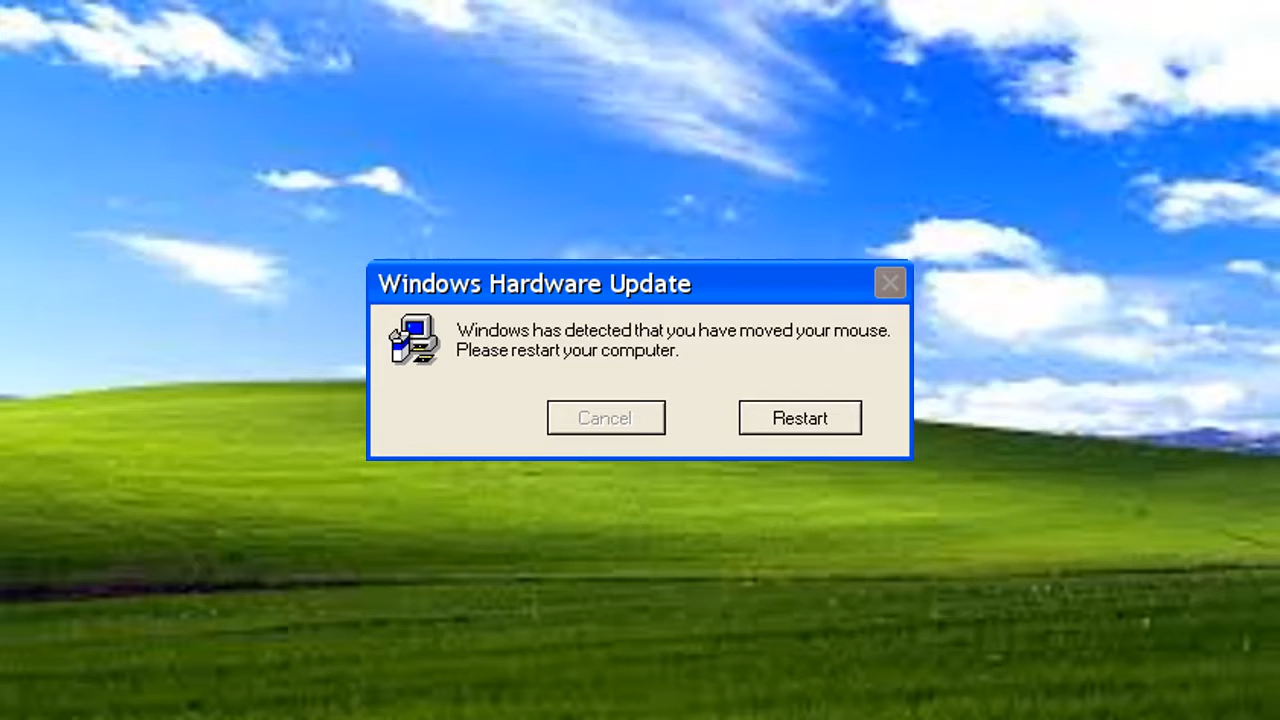 Windows Hardware Update
Windows has detected that you have moved your mouse.
Please restart your computer.
Cancel
Restart